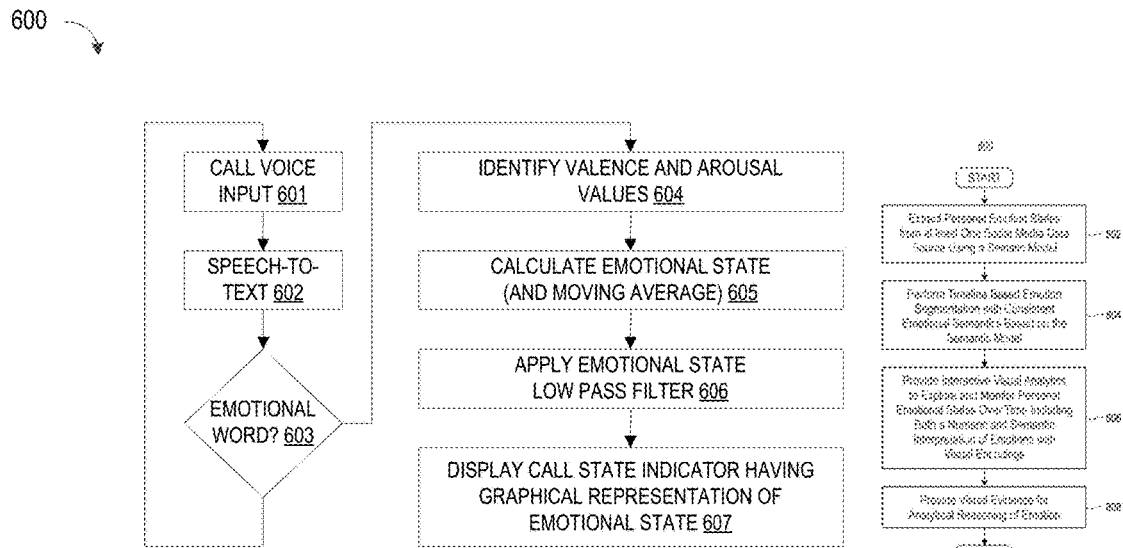 600
CALL VOICE
INPUT 601
SPEECH-TO-
TEXT 602
EMOTIONAL
WORD? 603
IDENTIFY VALENCE AND AROUSAL
VALUES 604
CALCULATE EMOTIONAL STATE
(AND MOVING AVERAGE) 605
APPLY EMOTIONAL STATE
LOW PASS FILTER 606
DISPLAY CALL STATE INDICATOR HAVING
GRAPHICAL REPRESENTATION OF
EMOTIONAL STATE 607
START
Extract Personal Emotion States
from at least One Social Media Data
Source Using a Semantic Model
Perform Timeline Based Emotion
Segmentation with Consistent
Emotional Semantics Based on the
Semantic Model
Provide Interactive Visual Analytics
to Explore and Monitor Personal
Emotional States Over Time Including
Both a Numeric and Semantic
Interpretation of Emotions with
Visual Encodings
Provide Visual Evidence for
Analytical Reasoning of Emotion